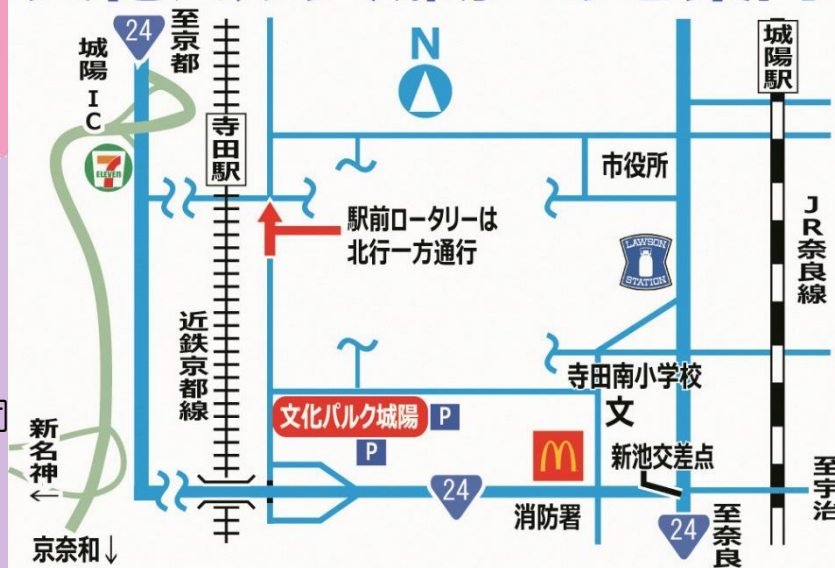 24
至京都
城陽IC
7
ELEVEN
寺田駅
N
城陽駅
市役所
駅前ロータリーは
北行一方通行
LAWSON
STATION
JR奈良線
近鉄京都線
寺田南小学校
文
文化パルク城陽
P
P
M
新池交差点
新名神
←
24
消防署
24
至奈良
至宇治
京奈和↓